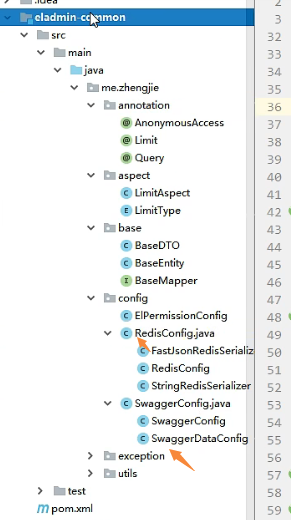 .idea
eladmin-common
src
main
java
me.zhengjie
annotation
AnonymousAccess
Limit
Query
aspect
LimitAspect
LimitType
base
BaseDTO
BaseEntity
BaseMapper
config
ElPermissionConfig
RedisConfig.java
FastJsonRedisSerializ
RedisConfig
StringRedisSerializer
SwaggerConfig.java
SwaggerConfig
SwaggerDataConfig
exception
utils
test
pom.xml
2
3
32
33
34
35
36
37
38
39
40
41
42
43
44
45
46
47
48
49
50
51
52
53
54
55
56
57
58
59